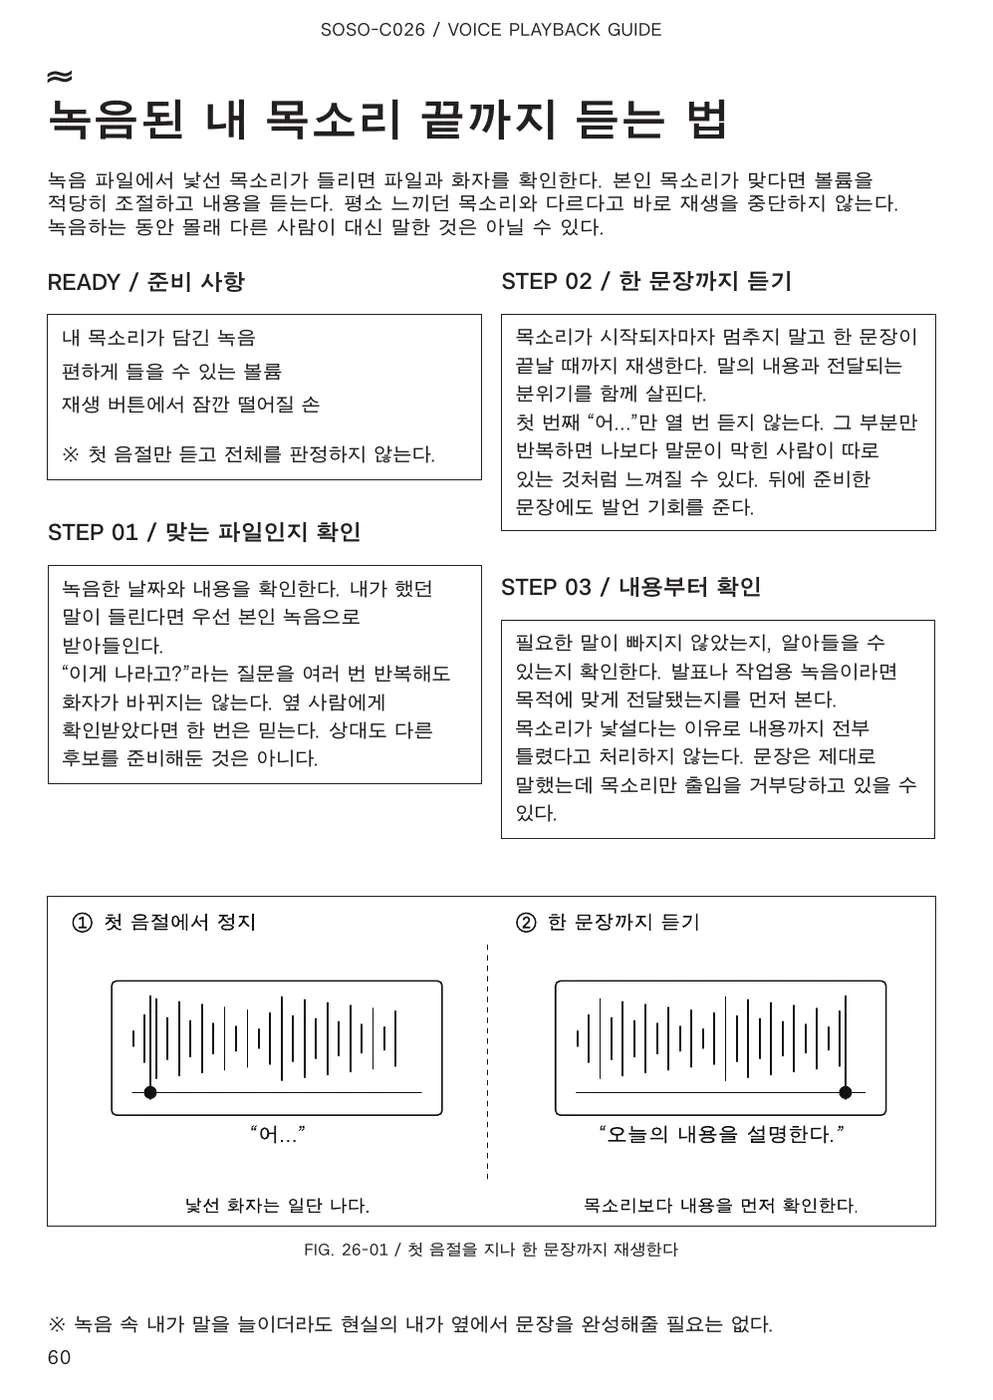 SOSO-C026 / VOICE PLAYBACK GUIDE
≈
녹음된 내 목소리 끝까지 듣는 법
녹음 파일에서 낯선 목소리가 들리면 파일과 화자를 확인한다. 본인 목소리가 맞다면 볼륨을
적당히 조절하고 내용을 듣는다. 평소 느끼던 목소리와 다르다고 바로 재생을 중단하지 않는다.
녹음하는 동안 몰래 다른 사람이 대신 말한 것은 아닐 수 있다.
READY / 준비 사항
내 목소리가 담긴 녹음
편하게 들을 수 있는 볼륨
재생 버튼에서 잠깐 떨어질 손
※ 첫 음절만 듣고 전체를 판정하지 않는다.
STEP 01 / 맞는 파일인지 확인
녹음한 날짜와 내용을 확인한다. 내가 했던
말이 들린다면 우선 본인 녹음으로
받아들인다.
“이게 나라고?”라는 질문을 여러 번 반복해도
화자가 바뀌지는 않는다. 옆 사람에게
확인받았다면 한 번은 믿는다. 상대도 다른
후보를 준비해둔 것은 아니다.
STEP 02 / 한 문장까지 듣기
목소리가 시작되자마자 멈추지 말고 한 문장이
끝날 때까지 재생한다. 말의 내용과 전달되는
분위기를 함께 살핀다.
첫 번째 “어...”만 열 번 듣지 않는다. 그 부분만
반복하면 나보다 말문이 막힌 사람이 따로
있는 것처럼 느껴질 수 있다. 뒤에 준비한
문장에도 발언 기회를 준다.
STEP 03 / 내용부터 확인
필요한 말이 빠지지 않았는지, 알아들을 수
있는지 확인한다. 발표나 작업용 녹음이라면
목적에 맞게 전달됐는지를 먼저 본다.
목소리가 낯설다는 이유로 내용까지 전부
틀렸다고 처리하지 않는다. 문장은 제대로
말했는데 목소리만 출입을 거부당하고 있을 수
있다.
① 첫 음절에서 정지
“어...”
낯선 화자는 일단 나다.
② 한 문장까지 듣기
“오늘의 내용을 설명한다.”
목소리보다 내용을 먼저 확인한다.
FIG. 26-01 / 첫 음절을 지나 한 문장까지 재생한다
※ 녹음 속 내가 말을 늘이더라도 현실의 내가 옆에서 문장을 완성해줄 필요는 없다.
60